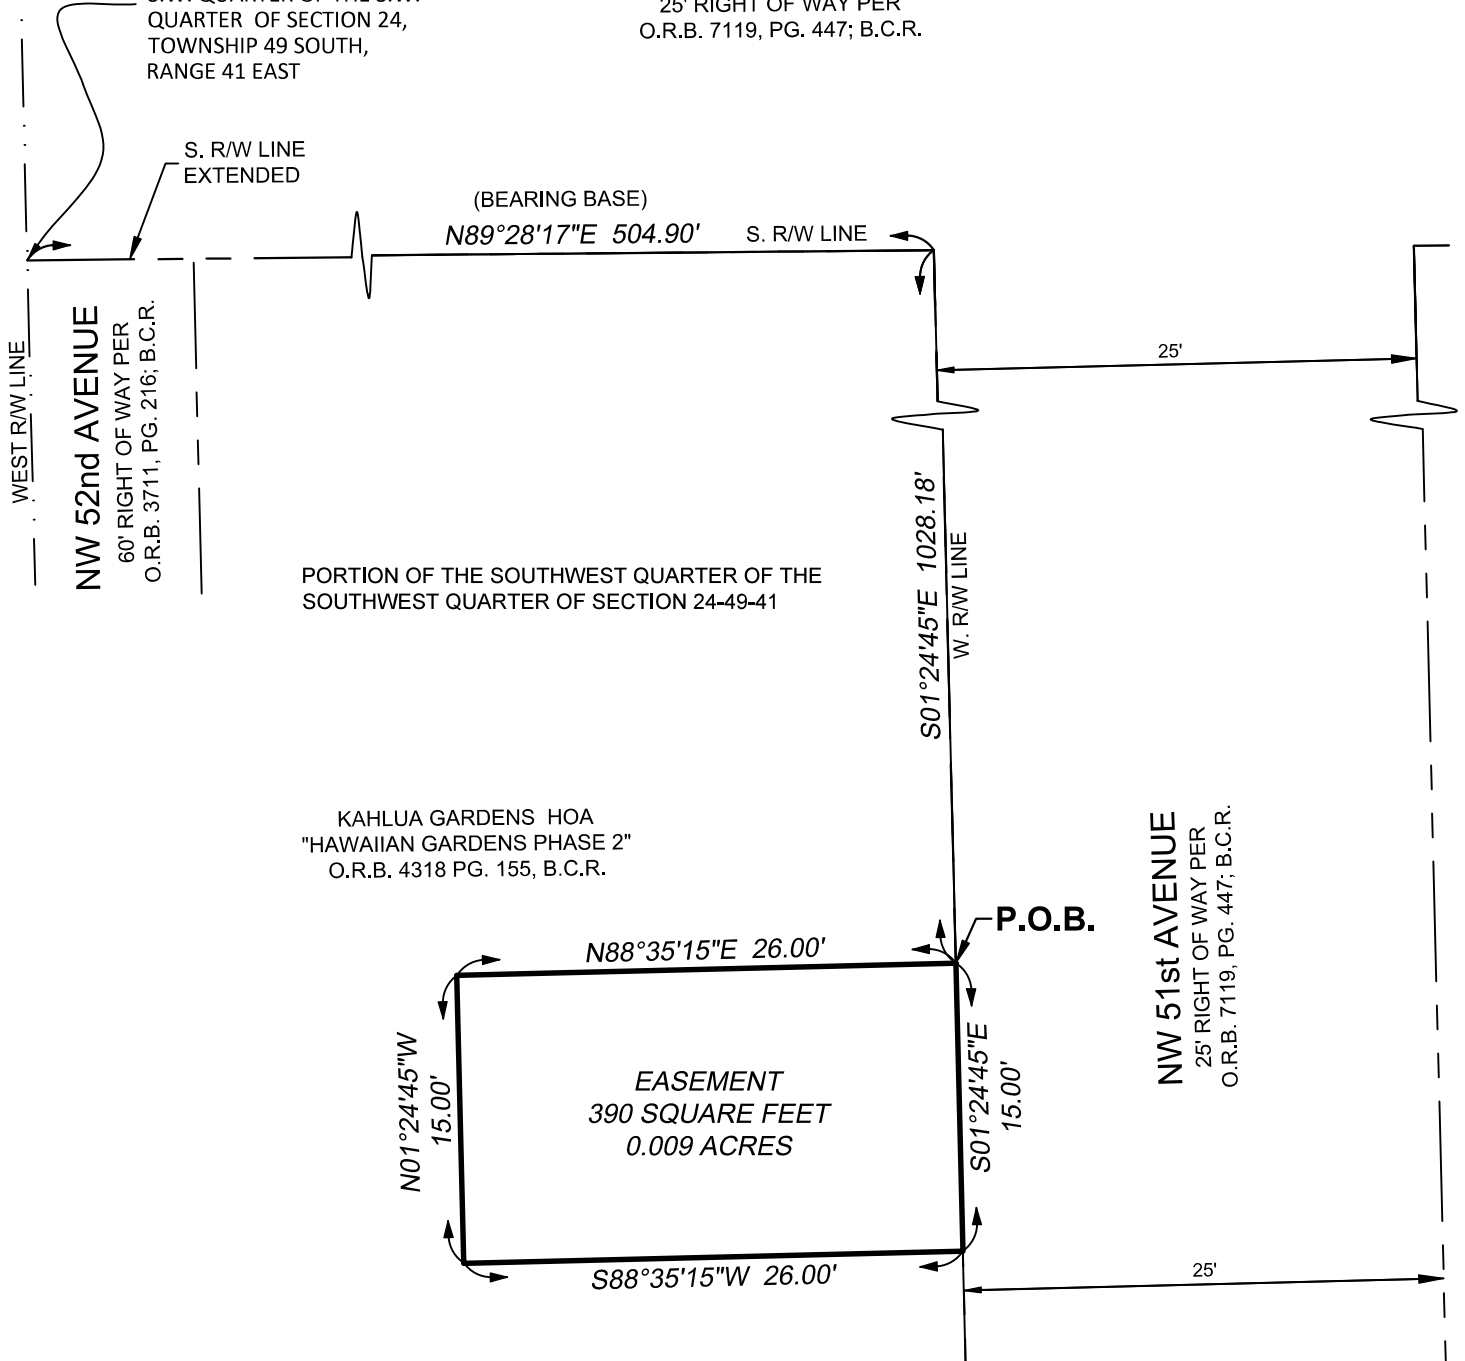 QUARTER OF SECTION 24,
TOWNSHIP 49 SOUTH,
RANGE 41 EAST
25' RIGHT OF WAY PER
O.R.B. 7119, PG. 447; B.C.R.
S. R/W LINE
EXTENDED
(BEARING BASE)
N89°28'17"E 504.90'
S. R/W LINE
WEST R/W LINE
NW 52nd AVENUE
60' RIGHT OF WAY PER
O.R.B. 3711, PG. 216; B.C.R.
25'
S01°24'45"E 1028.18'
W. R/W LINE
PORTION OF THE SOUTHWEST QUARTER OF THE
SOUTHWEST QUARTER OF SECTION 24-49-41
KAHLUA GARDENS HOA
"HAWAIIAN GARDENS PHASE 2"
O.R.B. 4318 PG. 155, B.C.R.
P.O.B.
NW 51st AVENUE
25' RIGHT OF WAY PER
O.R.B. 7119, PG. 447; B.C.R.
N88°35'15"E 26.00'
N01°24'45"W
15.00'
EASEMENT
390 SQUARE FEET
0.009 ACRES
S01°24'45"E
15.00'
S88°35'15"W 26.00'
25'